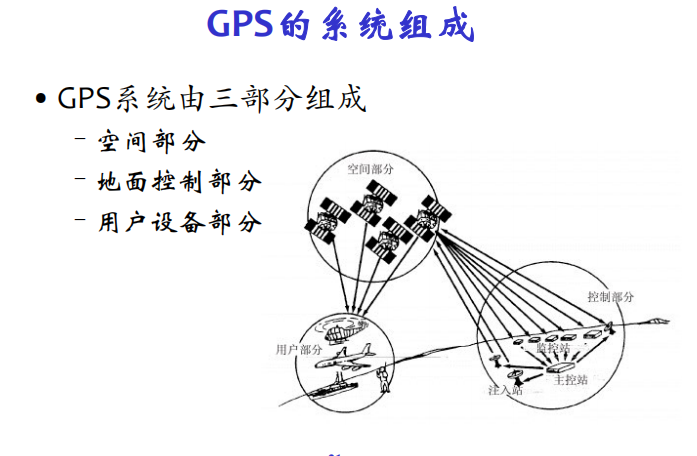 GPS的系统组成
• GPS系统由三部分组成
– 空间部分
– 地面控制部分
– 用户设备部分
空间部分
控制部分
用户部分
监控站
主控站
注入站